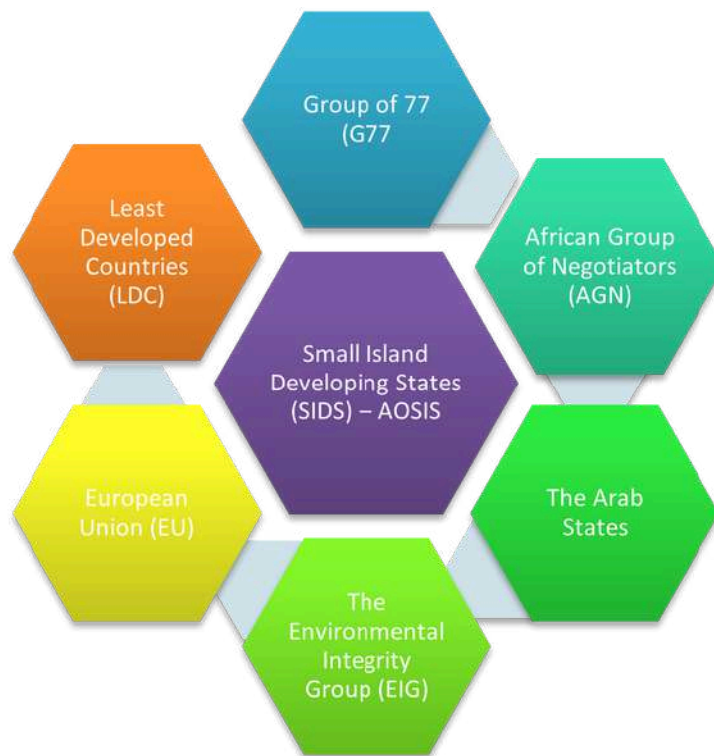 Group of 77
(G77
African Group
of Negotiators
(AGN)
The Arab
States
The
Environmental
Integrity
Group (EIG)
European
Union (EU)
Least
Developed
Countries
(LDC)
Small Island
Developing States
(SIDS) – AOSIS